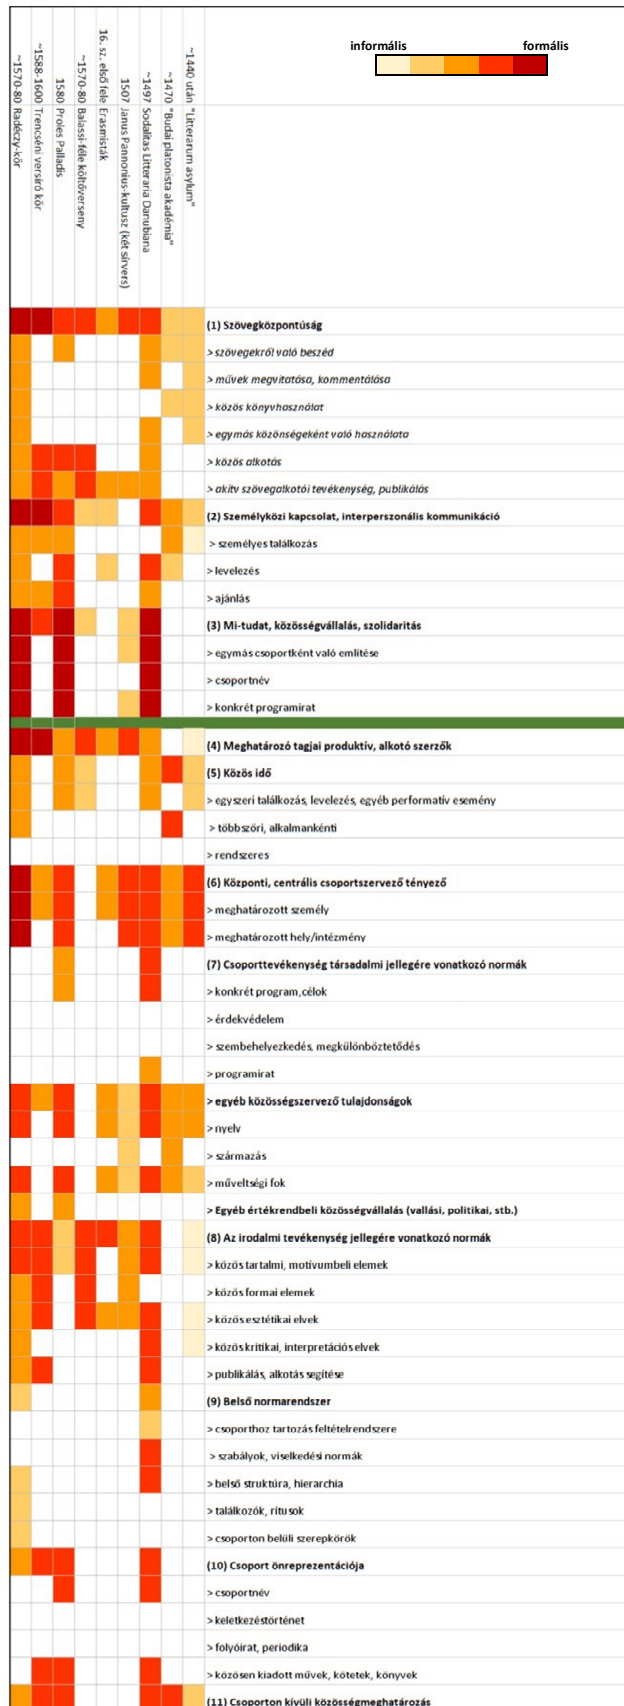 informális formális
~1570-80 Radéczy-kör
~1588-1600 Trencséni versíró kör
1580 Proles Palladis
~1570-80 Balassi-féle költőverseny
16. sz. első fele Erasmisták
1507 Janus Pannonius-kultusz (két sírvers)
~1497 Sodalitas Litteraria Danubiana
~1470 "Budai platonista akadémia"
~1440 után "Litterarum asylum"
(1) Szövegközpontúság
> szövegekről való beszéd
> művek megvitatása, kommentálása
> közös könyvhasználat
> egymás közönségeként való használata
> közös alkotás
> akitv szövegalkotói tevékenység, publikálás
(2) Személyközi kapcsolat, interperszonális kommunikáció
> személyes találkozás
> levelezés
> ajánlás
(3) Mi-tudat, közösségvállalás, szolidaritás
> egymás csoportként való említése
> csoportnév
> konkrét programirat
(4) Meghatározó tagjai produktív, alkotó szerzők
(5) Közös idő
> egyszeri találkozás, levelezés, egyéb performatív esemény
> többszöri, alkalmankénti
> rendszeres
(6) Központi, centrális csoportszervező tényező
> meghatározott személy
> meghatározott hely/intézmény
(7) Csoporttevékenység társadalmi jellegére vonatkozó normák
> konkrét program,célok
> érdekvédelem
> szembehelyezkedés, megkülönböztetődés
> programirat
> egyéb közösségszervező tulajdonságok
> nyelv
> származás
> műveltségi fok
> Egyéb értékrendbeli közösségvállalás (vallási, politikai, stb.)
(8) Az irodalmi tevékenység jellegére vonatkozó normák
> közös tartalmi, motívumbeli elemek
> közös formai elemek
> közös esztétikai elvek
> közös kritikai, interpretációs elvek
> publikálás, alkotás segítése
(9) Belső normarendszer
> csoporthoz tartozás feltételrendszere
> szabályok, viselkedési normák
> belső struktúra, hierarchia
> találkozók, rítusok
> csoporton belüli szerepkörök
(10) Csoport önreprezentációja
> csoportnév
> keletkezéstörténet
> folyóirat, periodika
> közösen kiadott művek, kötetek, könyvek
(11) Csoporton kívüli közösségmeghatározás